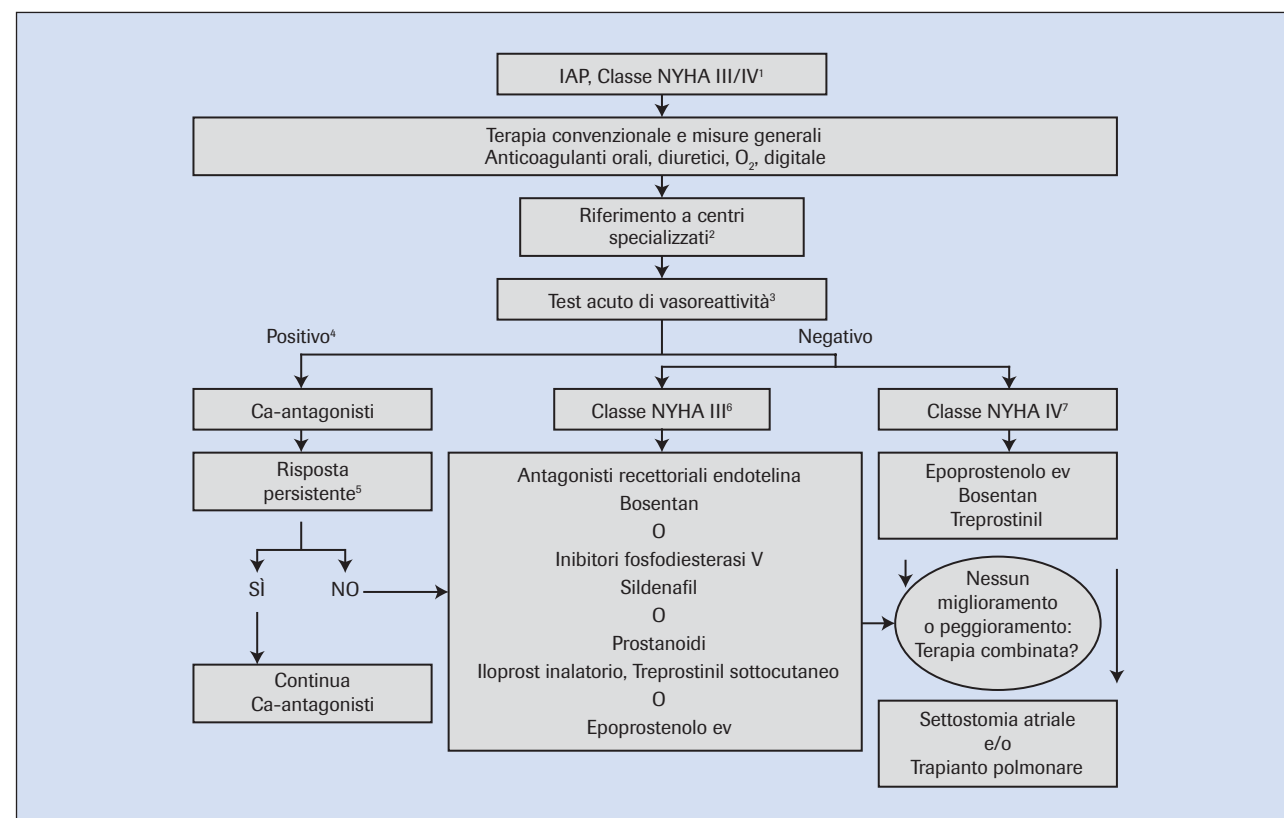 IAP, Classe NYHA III/IV¹
Terapia convenzionale e misure generali
Anticoagulanti orali, diuretici, O₂, digitale
Riferimento a centri
specializzati²
Test acuto di vasoreattività³
Positivo⁴
Negativo
Ca-antagonisti
Classe NYHA III⁶
Classe NYHA IV⁷
Risposta
persistente⁵
SÌ
NO
Continua
Ca-antagonisti
Antagonisti recettoriali endotelina
Bosentan
O
Inibitori fosfodiesterasi V
Sildenafil
O
Prostanoidi
Iloprost inalatorio, Treprostinil sottocutaneo
O
Epoprostenolo ev
Epoprostenolo ev
Bosentan
Treprostinil
Nessun
miglioramento
o peggioramento:
Terapia combinata?
Settostomia atriale
e/o
Trapianto polmonare